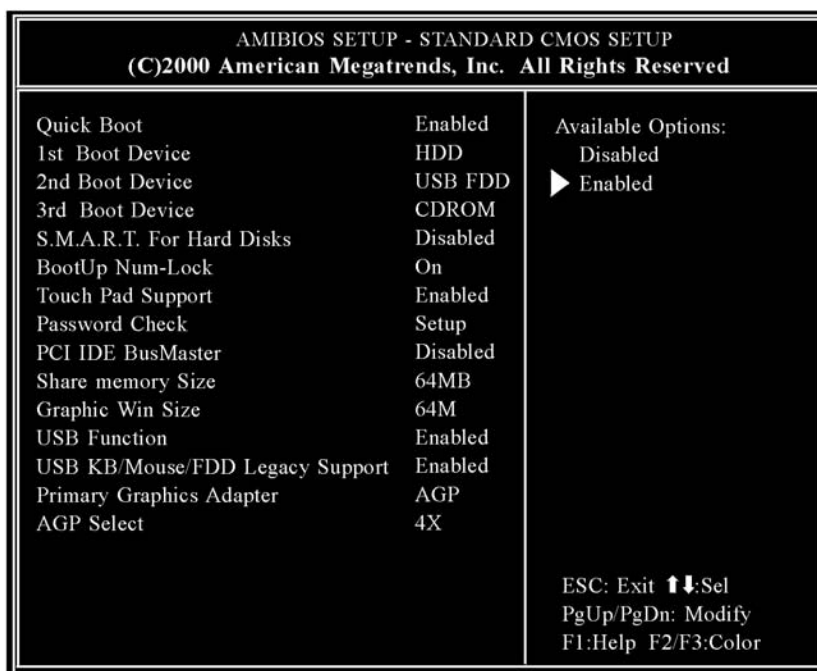 AMIBIOS SETUP - STANDARD CMOS SETUP
(C)2000 American Megatrends, Inc. All Rights Reserved
Quick Boot Enabled
1st Boot Device HDD
2nd Boot Device USB FDD
3rd Boot Device CDROM
S.M.A.R.T. For Hard Disks Disabled
BootUp Num-Lock On
Touch Pad Support Enabled
Password Check Setup
PCI IDE BusMaster Disabled
Share memory Size 64MB
Graphic Win Size 64M
USB Function Enabled
USB KB/Mouse/FDD Legacy Support Enabled
Primary Graphics Adapter AGP
AGP Select 4X
Available Options:
Disabled
▶ Enabled
ESC: Exit ⬆⬇:Sel
PgUp/PgDn: Modify
F1:Help F2/F3:Color